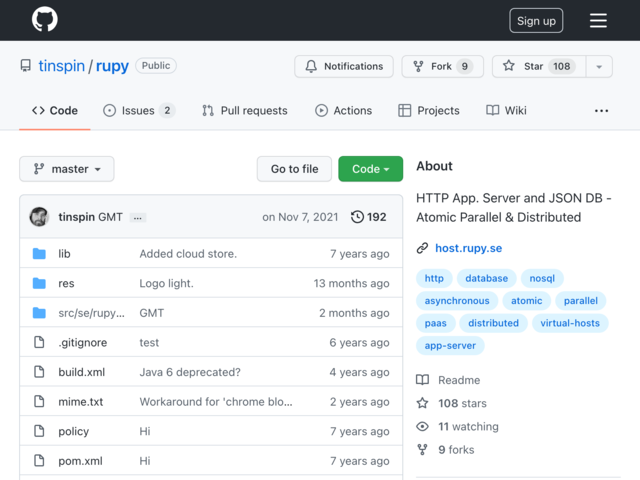 Sign up
tinspin / rupy Public
Notifications Fork 9 Star 108
Code Issues 2 Pull requests Actions Projects Wiki ...
master Go to file Code
tinspin GMT ... on Nov 7, 2021 192
lib Added cloud store. 7 years ago
res Logo light. 13 months ago
src/se/rupy... GMT 2 months ago
.gitignore test 6 years ago
build.xml Java 6 deprecated? 4 years ago
mime.txt Workaround for 'chrome blo... 2 years ago
policy Hi 7 years ago
pom.xml Hi 7 years ago
About
HTTP App. Server and JSON DB -
Atomic Parallel & Distributed
host.rupy.se
http database nosql
asynchronous atomic parallel
paas distributed virtual-hosts
app-server
Readme
108 stars
11 watching
9 forks